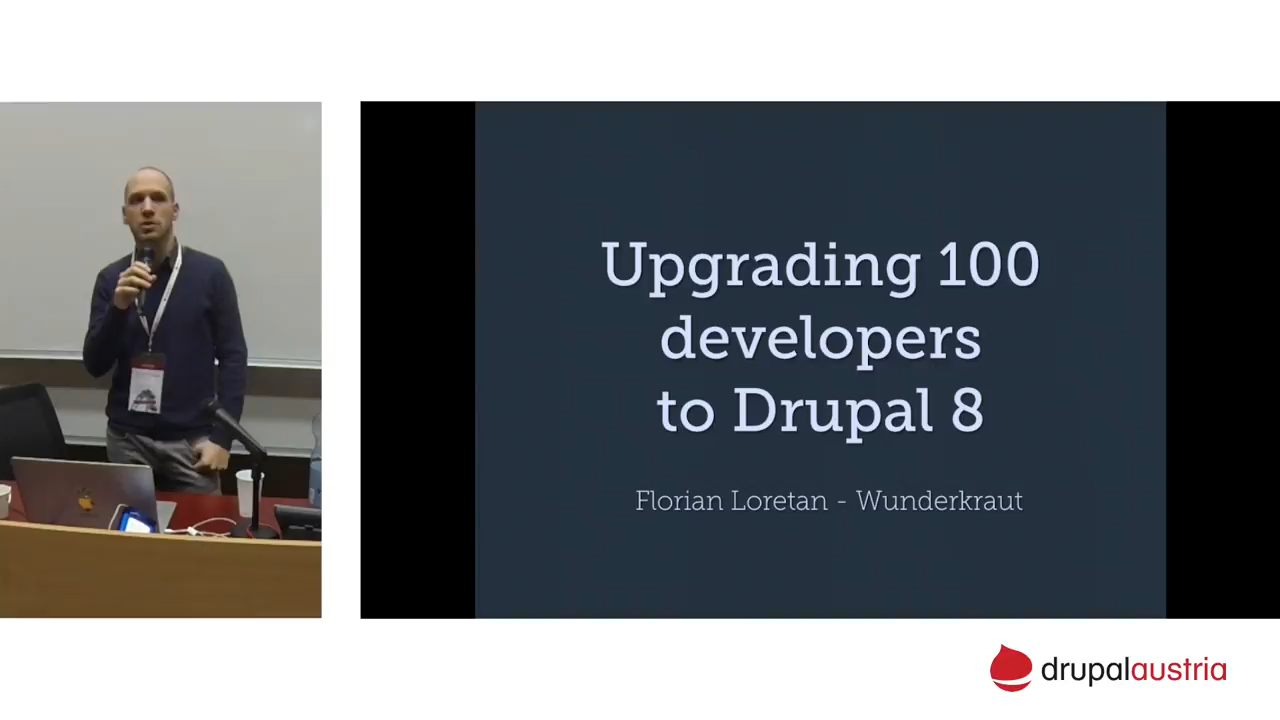 Upgrading 100
developers
to Drupal 8
Florian Loretan - Wunderkraut
drupalaustria